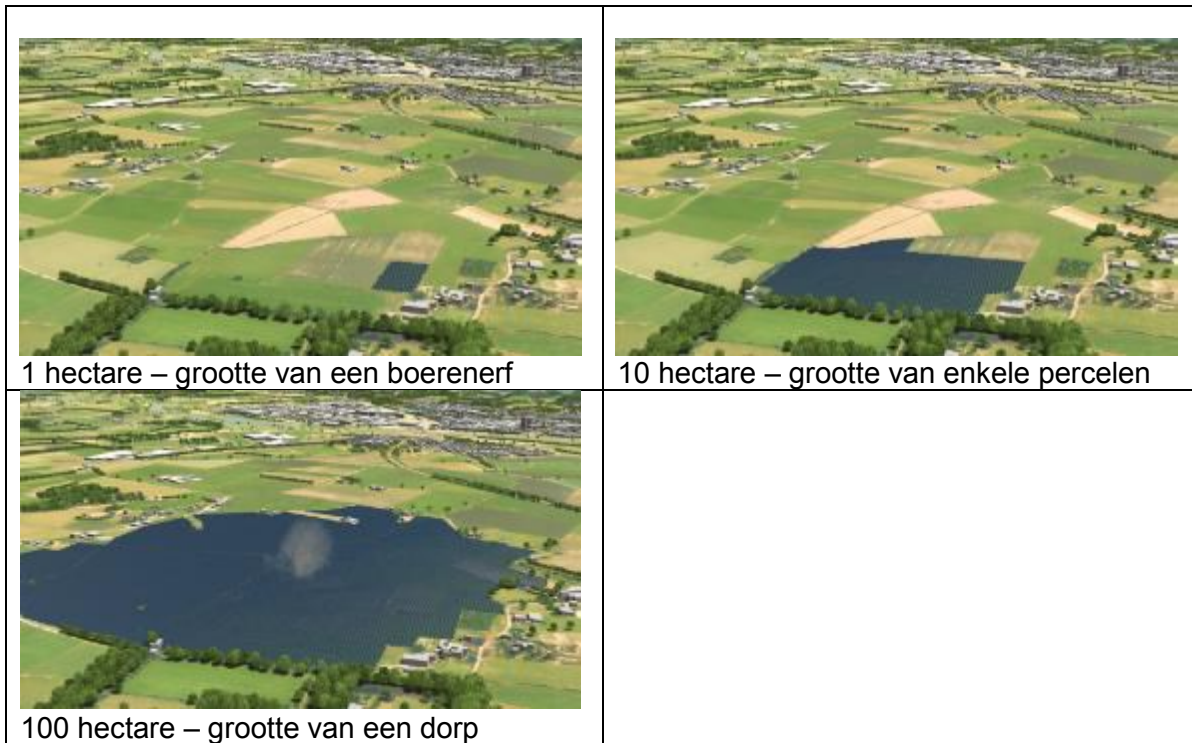 1 hectare – grootte van een boerenerf
10 hectare – grootte van enkele percelen
100 hectare – grootte van een dorp